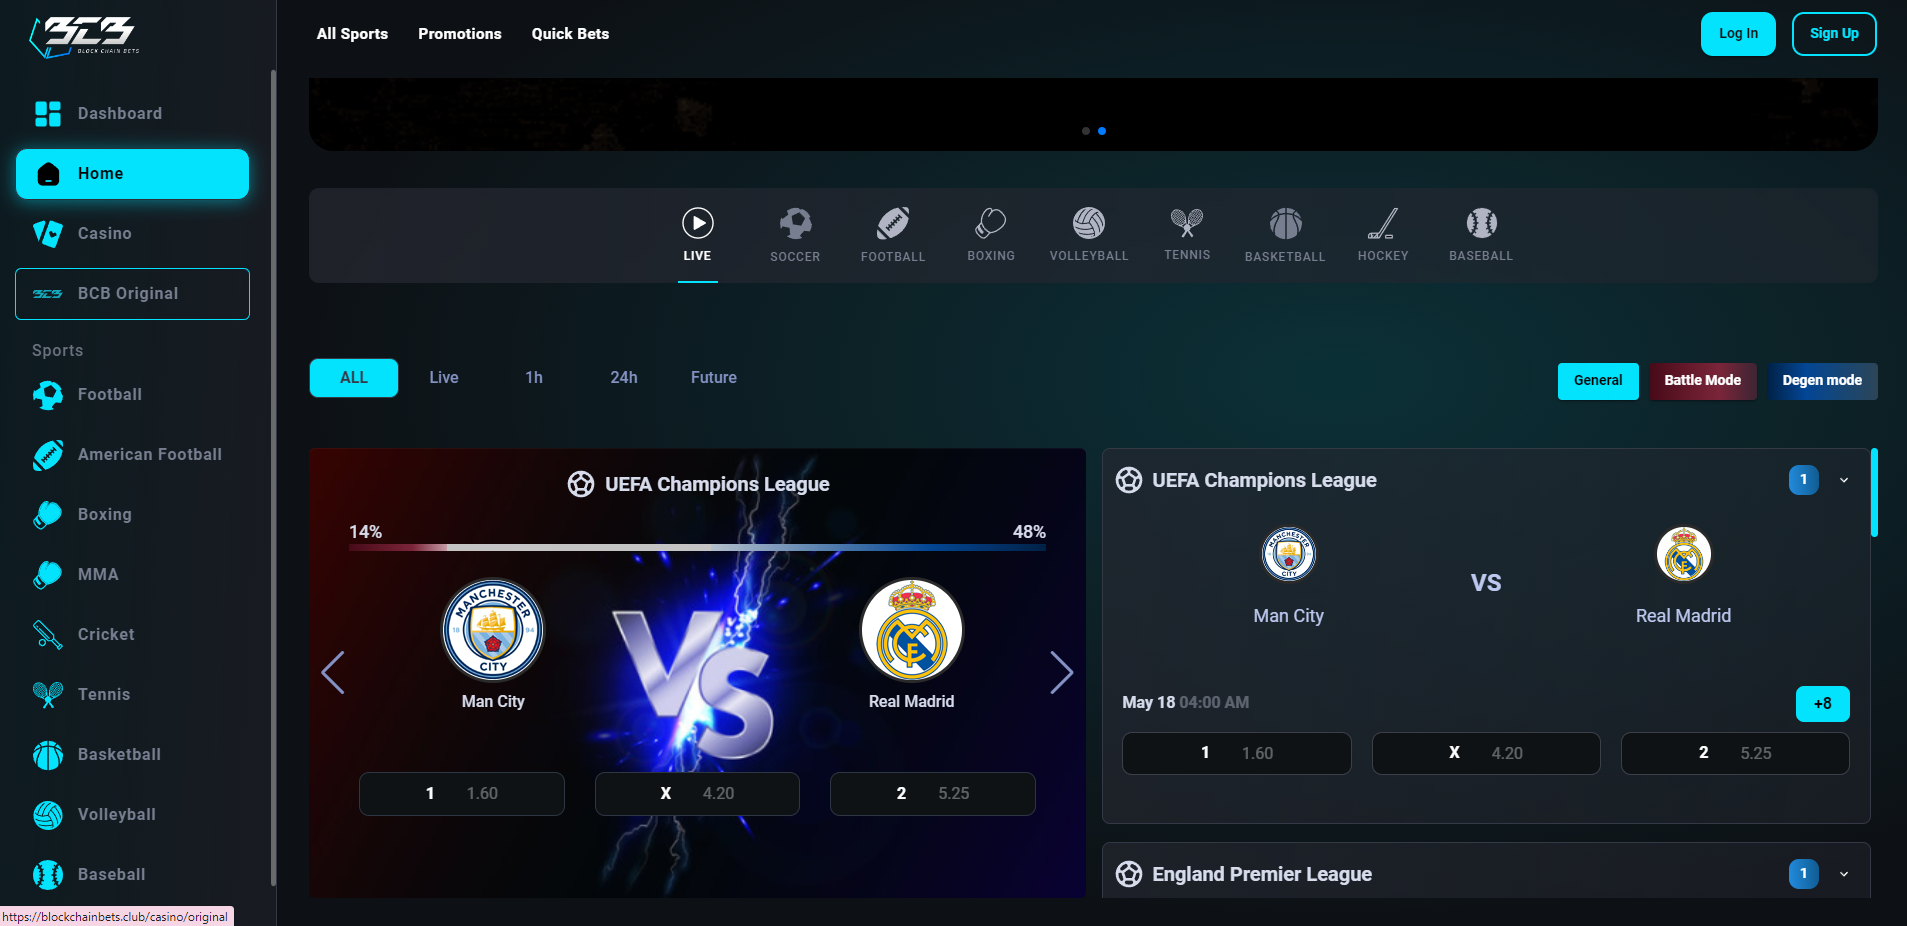 BCB
BLOCK CHAIN BETS
All Sports
Promotions
Quick Bets
Log In
Sign Up
Dashboard
Home
Casino
BCB
BCB Original
Sports
Football
American Football
Boxing
MMA
Cricket
Tennis
Basketball
Volleyball
Baseball
LIVE
SOCCER
FOOTBALL
BOXING
VOLLEYBALL
TENNIS
BASKETBALL
HOCKEY
BASEBALL
ALL
Live
1h
24h
Future
General
Battle Mode
Degen mode
UEFA Champions League
14%
48%
MANCHESTER
18 94
CITY
VS
Man City
Real Madrid
1 1.60
X 4.20
2 5.25
UEFA Champions League
1
MANCHESTER
CITY
VS
Man City
Real Madrid
May 18 04:00 AM
+8
1 1.60
X 4.20
2 5.25
England Premier League
1
https://blockchainbets.club/casino/original